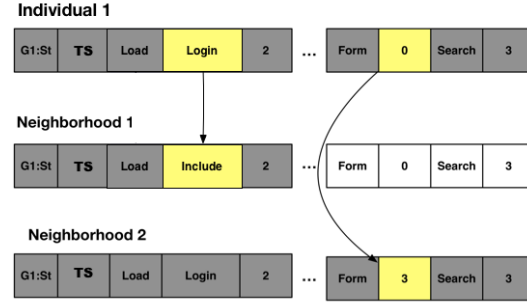 Individual 1
G1:St TS Load Login 2 ... Form 0 Search 3
Neighborhood 1
G1:St TS Load Include 2 ... Form 0 Search 3
Neighborhood 2
G1:St TS Load Login 2 ... Form 3 Search 3